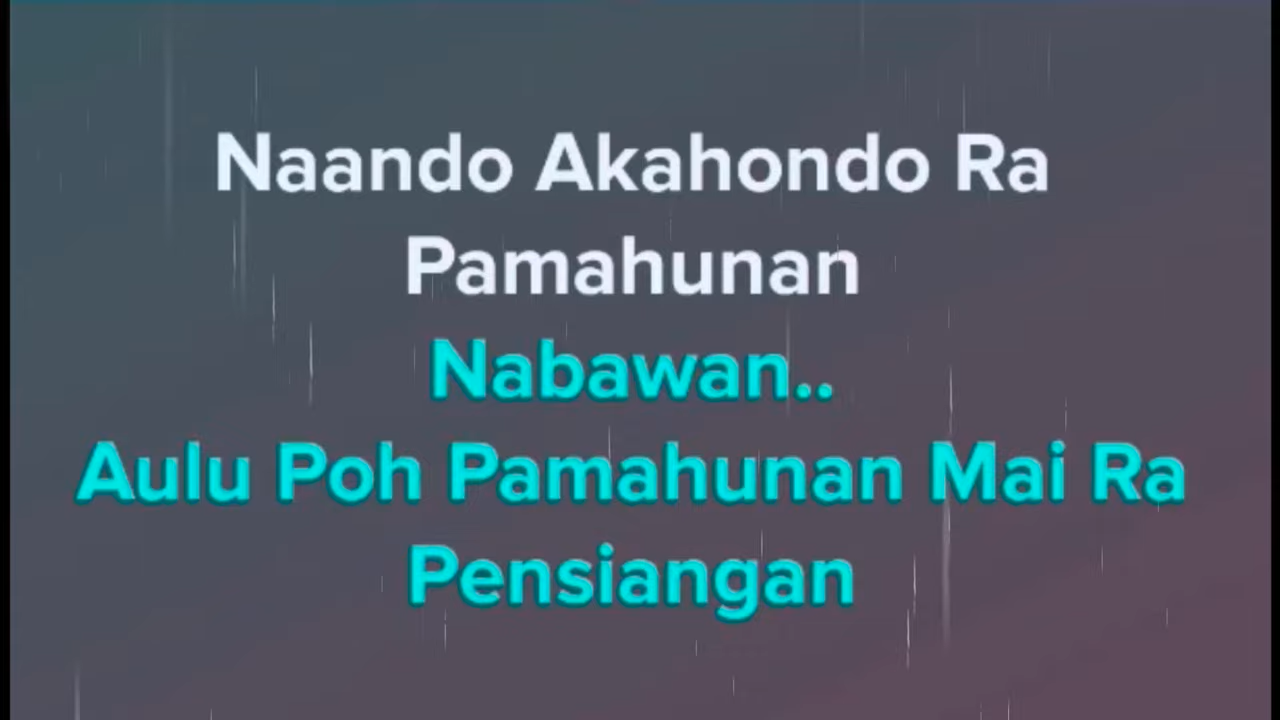 Naando Akahondo Ra
Pamahunan
Nabawan..
Aulu Poh Pamahunan Mai Ra
Pensiangan